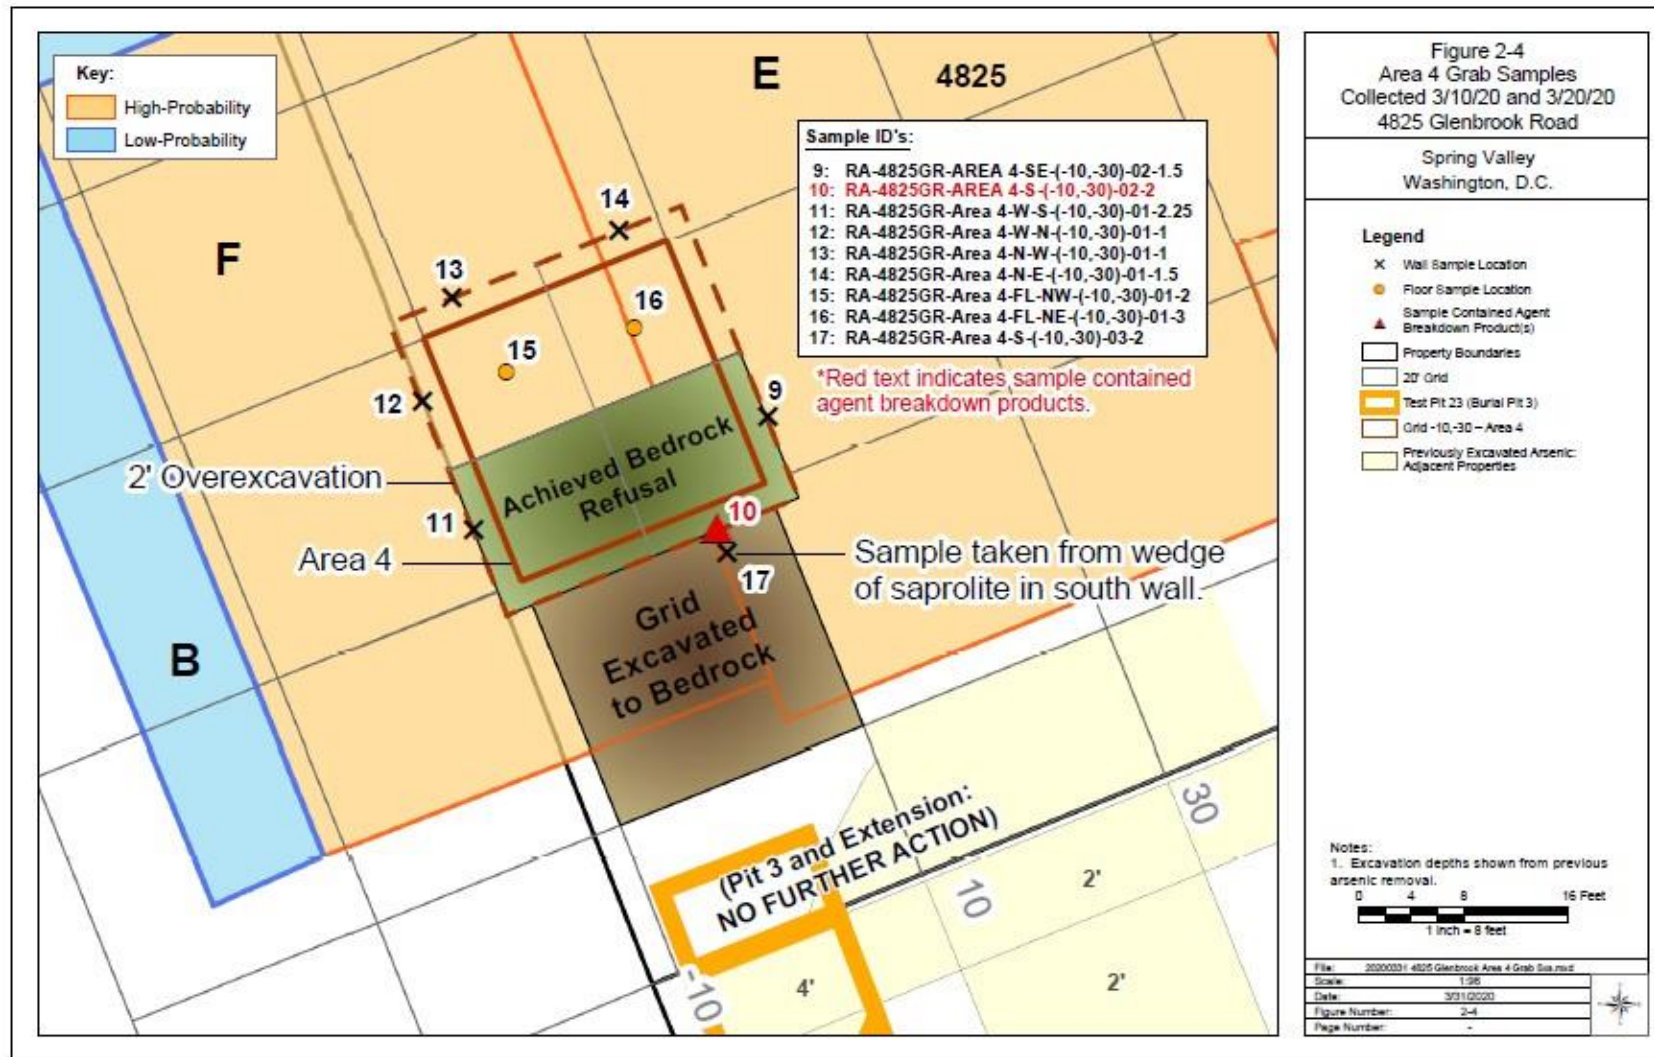 Key:
High-Probability
Low-Probability
E
4825
F
B
Sample ID's:
9: RA-4825GR-AREA 4-SE-(-10,-30)-02-1.5
10: RA-4825GR-AREA 4-S-(-10,-30)-02-2
11: RA-4825GR-Area 4-W-S-(-10,-30)-01-2.25
12: RA-4825GR-Area 4-W-N-(-10,-30)-01-1
13: RA-4825GR-Area 4-N-W-(-10,-30)-01-1
14: RA-4825GR-Area 4-N-E-(-10,-30)-01-1.5
15: RA-4825GR-Area 4-FL-NW-(-10,-30)-01-2
16: RA-4825GR-Area 4-FL-NE-(-10,-30)-01-3
17: RA-4825GR-Area 4-S-(-10,-30)-03-2
*Red text indicates sample contained
agent breakdown products.
14
13
16
15
12
9
2' Overexcavation
Achieved Bedrock
Refusal
11
10
Area 4
17
Sample taken from wedge
of saprolite in south wall.
Grid
Excavated
to Bedrock
(Pit 3 and Extension:
NO FURTHER ACTION)
30
10
-10
2'
4'
2'
Figure 2-4
Area 4 Grab Samples
Collected 3/10/20 and 3/20/20
4825 Glenbrook Road
Spring Valley
Washington, D.C.
Legend
Wall Sample Location
Floor Sample Location
Sample Contained Agent
Breakdown Product(s)
Property Boundaries
20' Grid
Test Pit 23 (Burial Pit 3)
Grid -10,-30 – Area 4
Previously Excavated Arsenic:
Adjacent Properties
Notes:
1. Excavation depths shown from previous
arsenic removal.
0 4 8 16 Feet
1 inch = 8 feet
File: 20200331 4825 Glenbrook Area 4 Grab Sxs.mxd
Scale: 1:96
Date: 3/31/2020
Figure Number: 2-4
Page Number: -